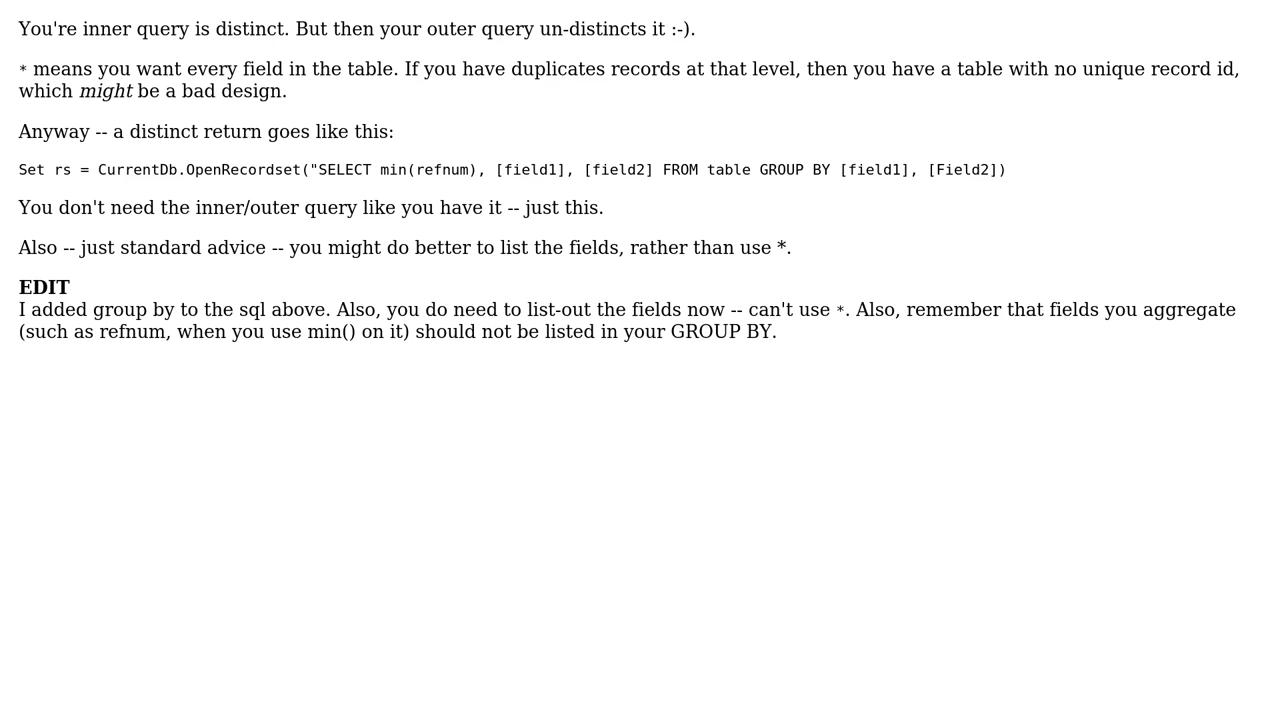 You're inner query is distinct. But then your outer query un-distincts it :-).
* means you want every field in the table. If you have duplicates records at that level, then you have a table with no unique record id,
which might be a bad design.
Anyway -- a distinct return goes like this:
Set rs = CurrentDb.OpenRecordset("SELECT min(refnum), [field1], [field2] FROM table GROUP BY [field1], [Field2])
You don't need the inner/outer query like you have it -- just this.
Also -- just standard advice -- you might do better to list the fields, rather than use *.
EDIT
I added group by to the sql above. Also, you do need to list-out the fields now -- can't use *. Also, remember that fields you aggregate
(such as refnum, when you use min() on it) should not be listed in your GROUP BY.